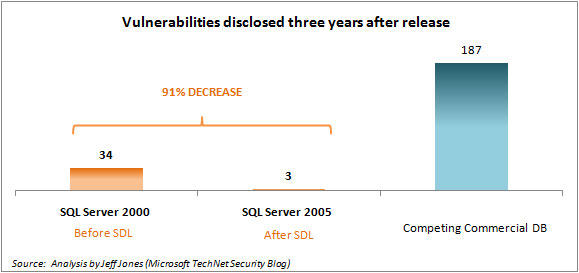 Vulnerabilities disclosed three years after release
187
91% DECREASE
34
3
SQL Server 2000
SQL Server 2005
Competing Commercial DB
Before SDL
After SDL
Source: Analysis by Jeff Jones (Microsoft TechNet Security Blog)